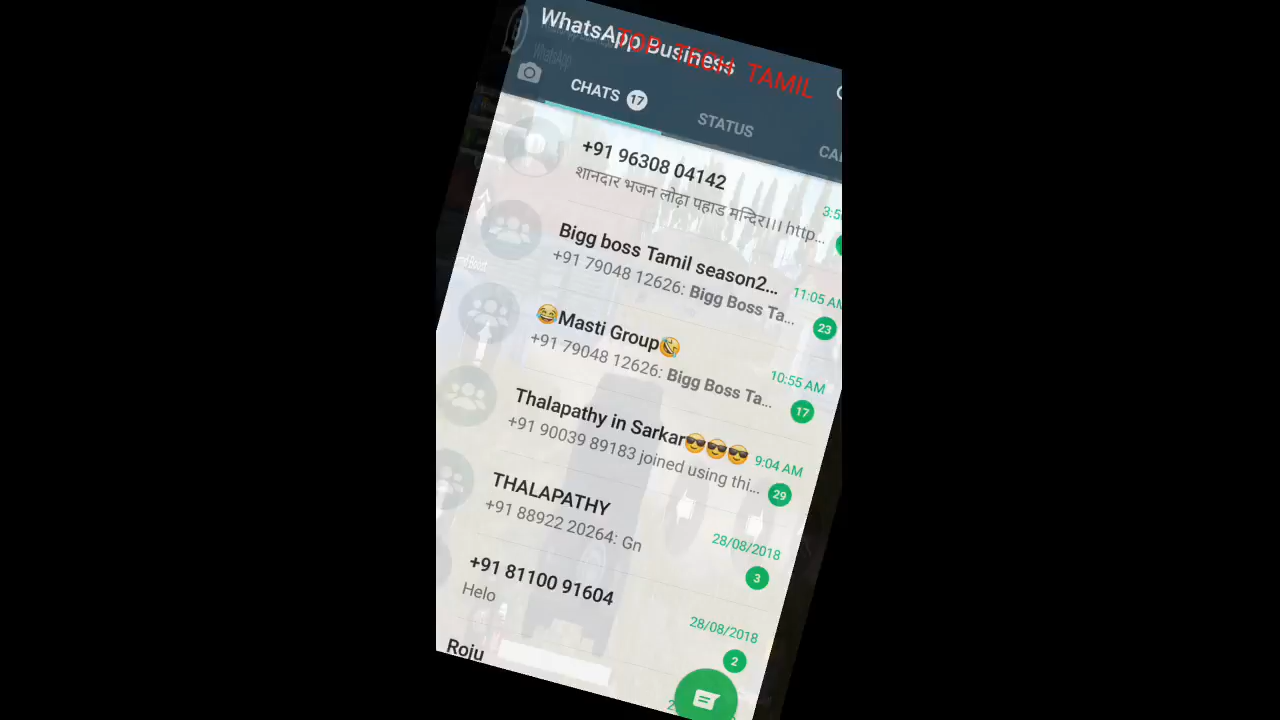 WhatsApp Business
TOP TECH TAMIL
WhatsApp
CHATS 17
STATUS
+91 96308 04142
3:5
शानदार भजन लोढ़ा पहाड मन्दिर।।। http...
Bigg boss Tamil season2...
11:05 AM
+91 79048 12626: Bigg Boss Ta...
23
😂Masti Group🤣
10:55 AM
+91 79048 12626: Bigg Boss Ta...
17
Thalapathy in Sarkar😎😎😎
9:04 AM
+91 90039 89183 joined using thi...
29
THALAPATHY
28/08/2018
+91 88922 20264: Gn
3
+91 81100 91604
28/08/2018
Helo
2
Roju